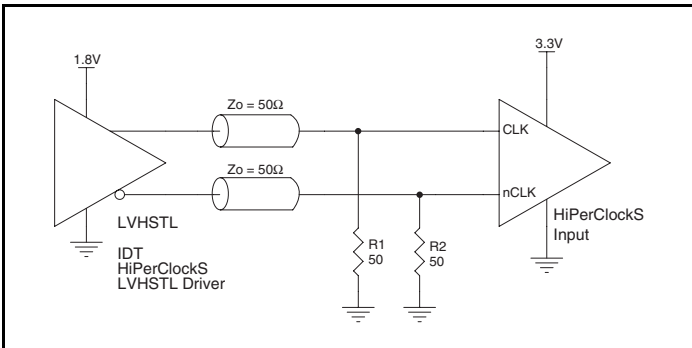 1.8V
3.3V
Zo = 50Ω
CLK
Zo = 50Ω
nCLK
LVHSTL
IDT
HiPerClockS
LVHSTL Driver
R1
50
R2
50
HiPerClockS
Input